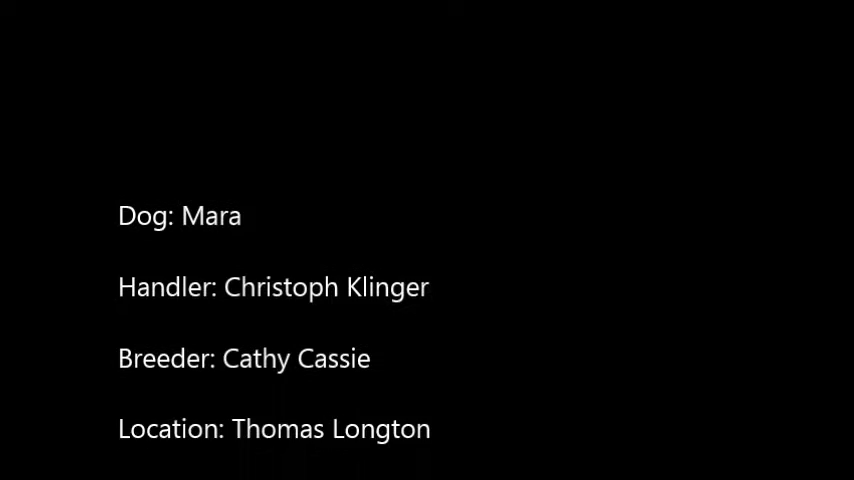 Dog: Mara
Handler: Christoph Klinger
Breeder: Cathy Cassie
Location: Thomas Longton